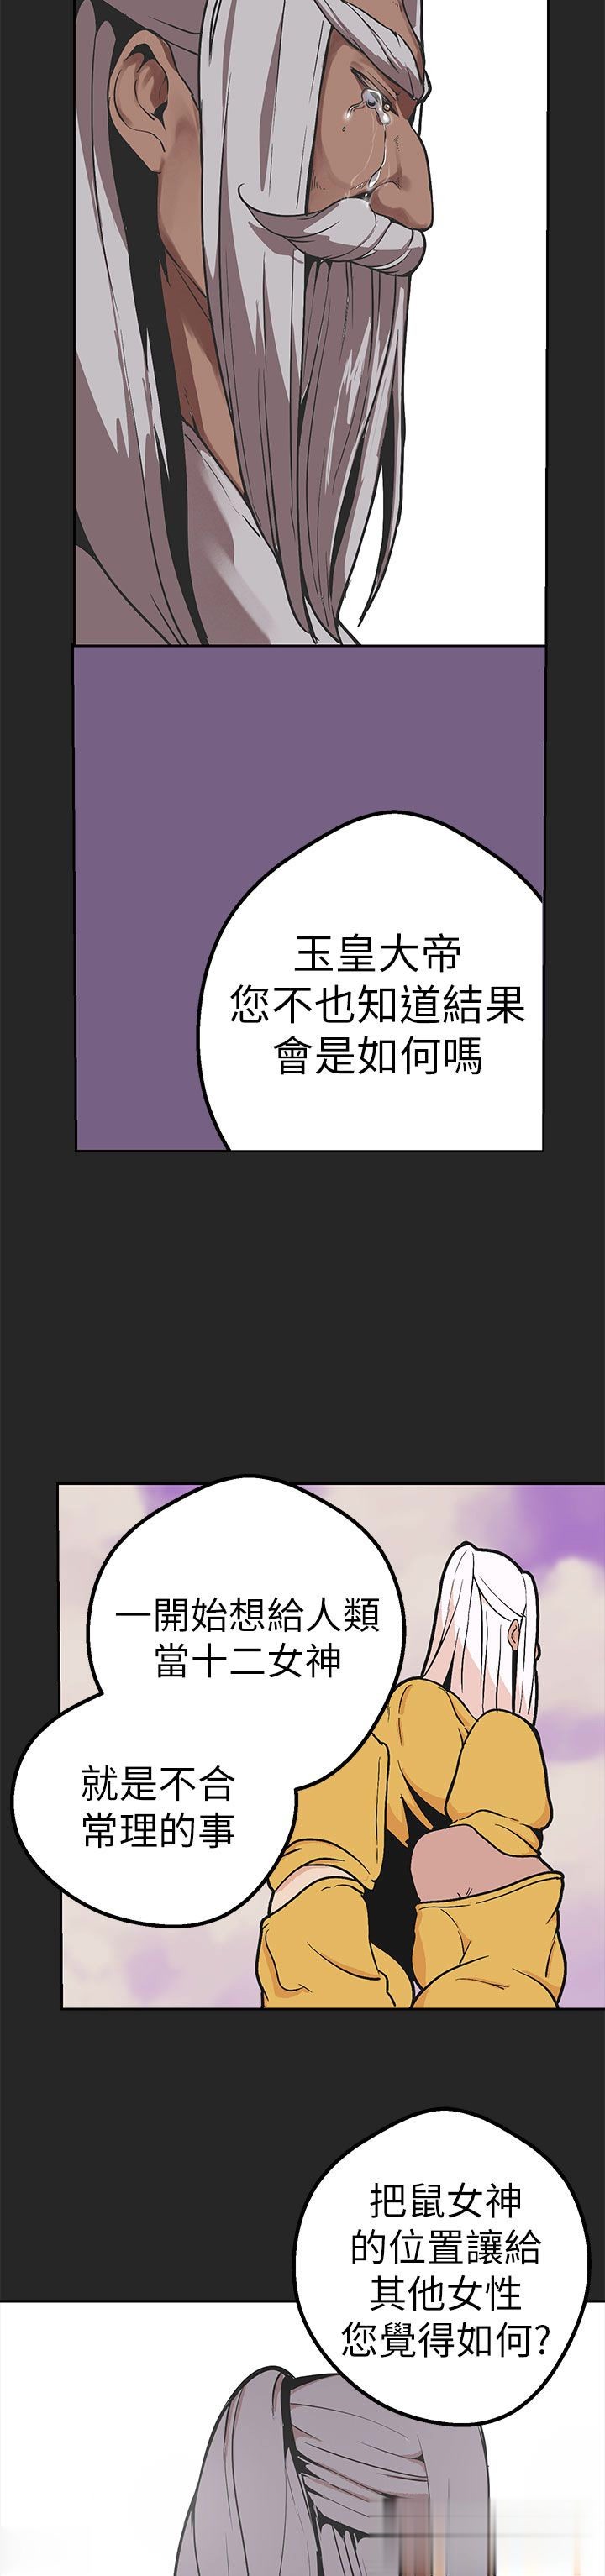 玉皇大帝
您不也知道結果
會是如何嗎
一開始想給人類
當十二女神
就是不合
常理的事
把鼠女神
的位置讓給
其他女性
您覺得如何?